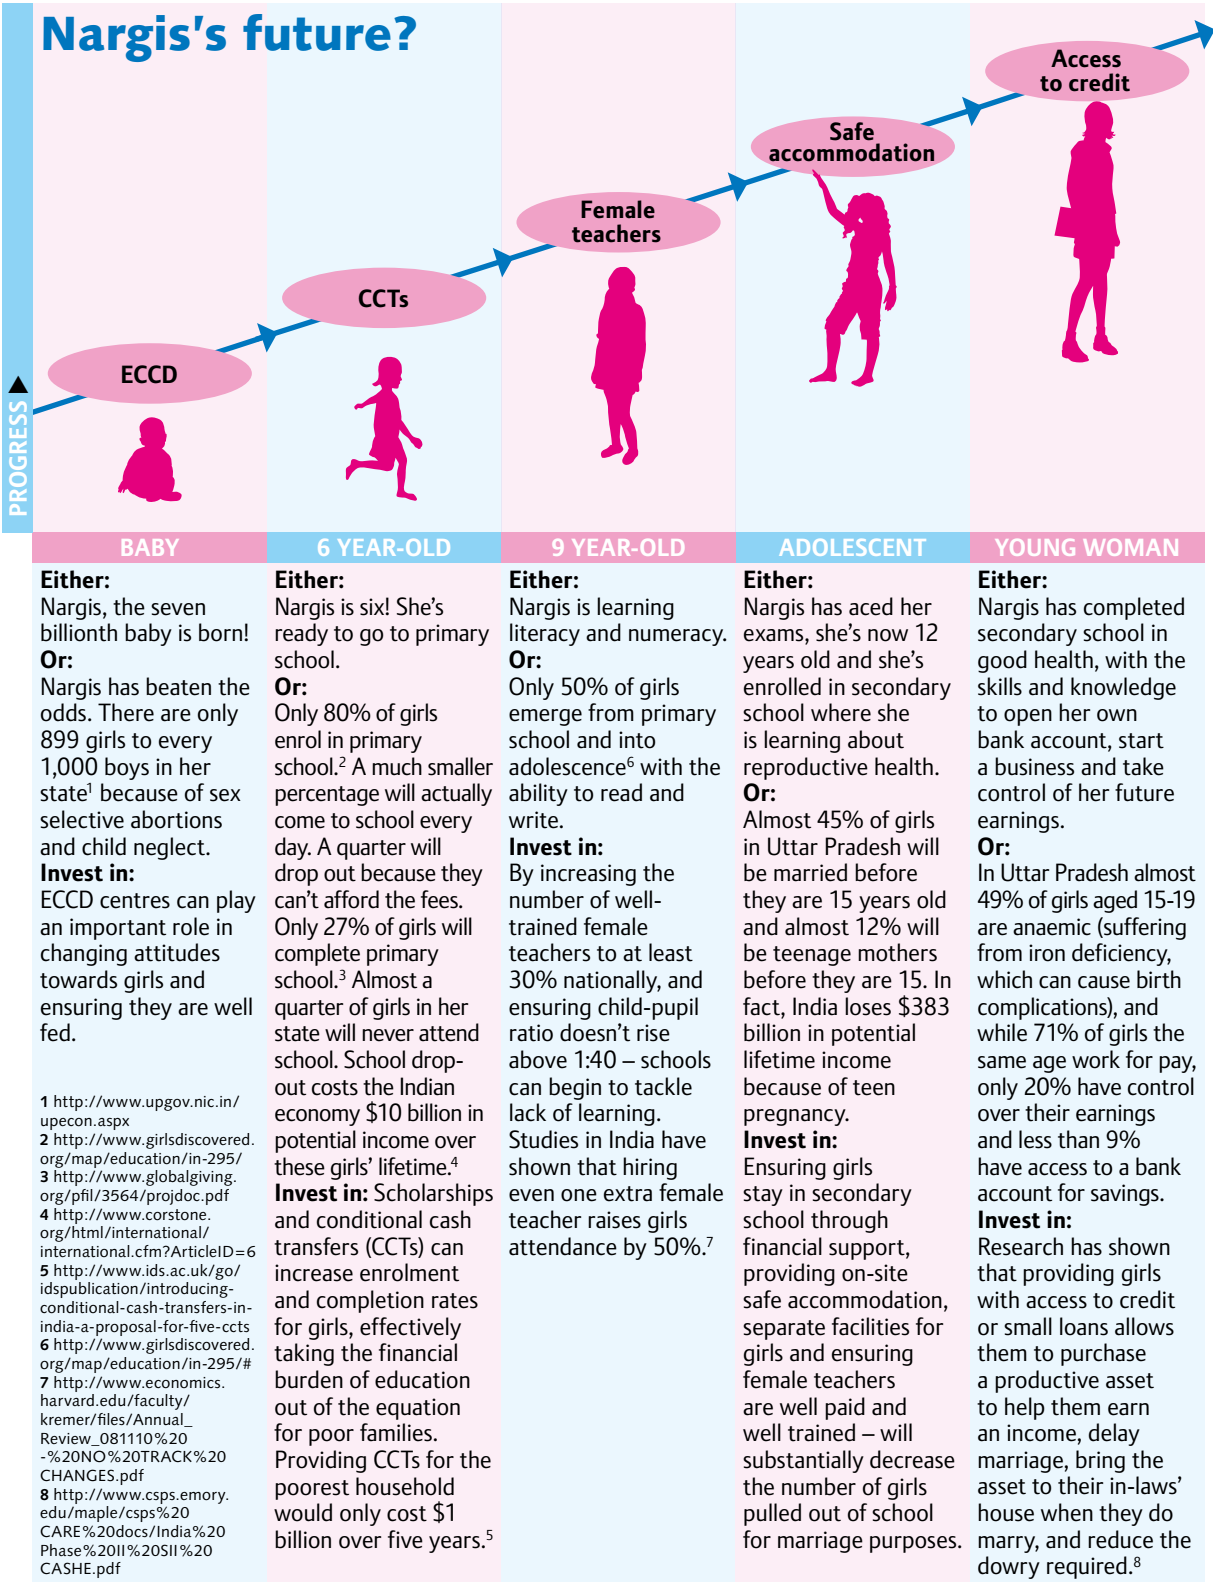 Nargis's future?
PROGRESS ▲
ECCD
CCTs
Female
teachers
Safe
accommodation
Access
to credit
BABY
Either:
Nargis, the seven
billionth baby is born!
Or:
Nargis has beaten the
odds. There are only
899 girls to every
1,000 boys in her
state1 because of sex
selective abortions
and child neglect.
Invest in:
ECCD centres can play
an important role in
changing attitudes
towards girls and
ensuring they are well
fed.
1 http://www.upgov.nic.in/
upecon.aspx
2 http://www.girlsdiscovered.
org/map/education/in-295/
3 http://www.globalgiving.
org/pfil/3564/projdoc.pdf
4 http://www.corstone.
org/html/international/
international.cfm?ArticleID=6
5 http://www.ids.ac.uk/go/
idspublication/introducing-
conditional-cash-transfers-in-
india-a-proposal-for-five-ccts
6 http://www.girlsdiscovered.
org/map/education/in-295/#
7 http://www.economics.
harvard.edu/faculty/
kremer/files/Annual_
Review_081110%20
-%20NO%20TRACK%20
CHANGES.pdf
8 http://www.csps.emory.
edu/maple/csps%20
CARE%20docs/India%20
Phase%20II%20SII%20
CASHE.pdf
6 YEAR-OLD
Either:
Nargis is six! She's
ready to go to primary
school.
Or:
Only 80% of girls
enrol in primary
school.2 A much smaller
percentage will actually
come to school every
day. A quarter will
drop out because they
can't afford the fees.
Only 27% of girls will
complete primary
school.3 Almost a
quarter of girls in her
state will never attend
school. School drop-
out costs the Indian
economy $10 billion in
potential income over
these girls' lifetime.4
Invest in: Scholarships
and conditional cash
transfers (CCTs) can
increase enrolment
and completion rates
for girls, effectively
taking the financial
burden of education
out of the equation
for poor families.
Providing CCTs for the
poorest household
would only cost $1
billion over five years.5
9 YEAR-OLD
Either:
Nargis is learning
literacy and numeracy.
Or:
Only 50% of girls
emerge from primary
school and into
adolescence6 with the
ability to read and
write.
Invest in:
By increasing the
number of well-
trained female
teachers to at least
30% nationally, and
ensuring child-pupil
ratio doesn't rise
above 1:40 – schools
can begin to tackle
lack of learning.
Studies in India have
shown that hiring
even one extra female
teacher raises girls
attendance by 50%.7
ADOLESCENT
Either:
Nargis has aced her
exams, she's now 12
years old and she's
enrolled in secondary
school where she
is learning about
reproductive health.
Or:
Almost 45% of girls
in Uttar Pradesh will
be married before
they are 15 years old
and almost 12% will
be teenage mothers
before they are 15. In
fact, India loses $383
billion in potential
lifetime income
because of teen
pregnancy.
Invest in:
Ensuring girls
stay in secondary
school through
financial support,
providing on-site
safe accommodation,
separate facilities for
girls and ensuring
female teachers
are well paid and
well trained – will
substantially decrease
the number of girls
pulled out of school
for marriage purposes.
YOUNG WOMAN
Either:
Nargis has completed
secondary school in
good health, with the
skills and knowledge
to open her own
bank account, start
a business and take
control of her future
earnings.
Or:
In Uttar Pradesh almost
49% of girls aged 15-19
are anaemic (suffering
from iron deficiency,
which can cause birth
complications), and
while 71% of girls the
same age work for pay,
only 20% have control
over their earnings
and less than 9%
have access to a bank
account for savings.
Invest in:
Research has shown
that providing girls
with access to credit
or small loans allows
them to purchase
a productive asset
to help them earn
an income, delay
marriage, bring the
asset to their in-laws'
house when they do
marry, and reduce the
dowry required.8